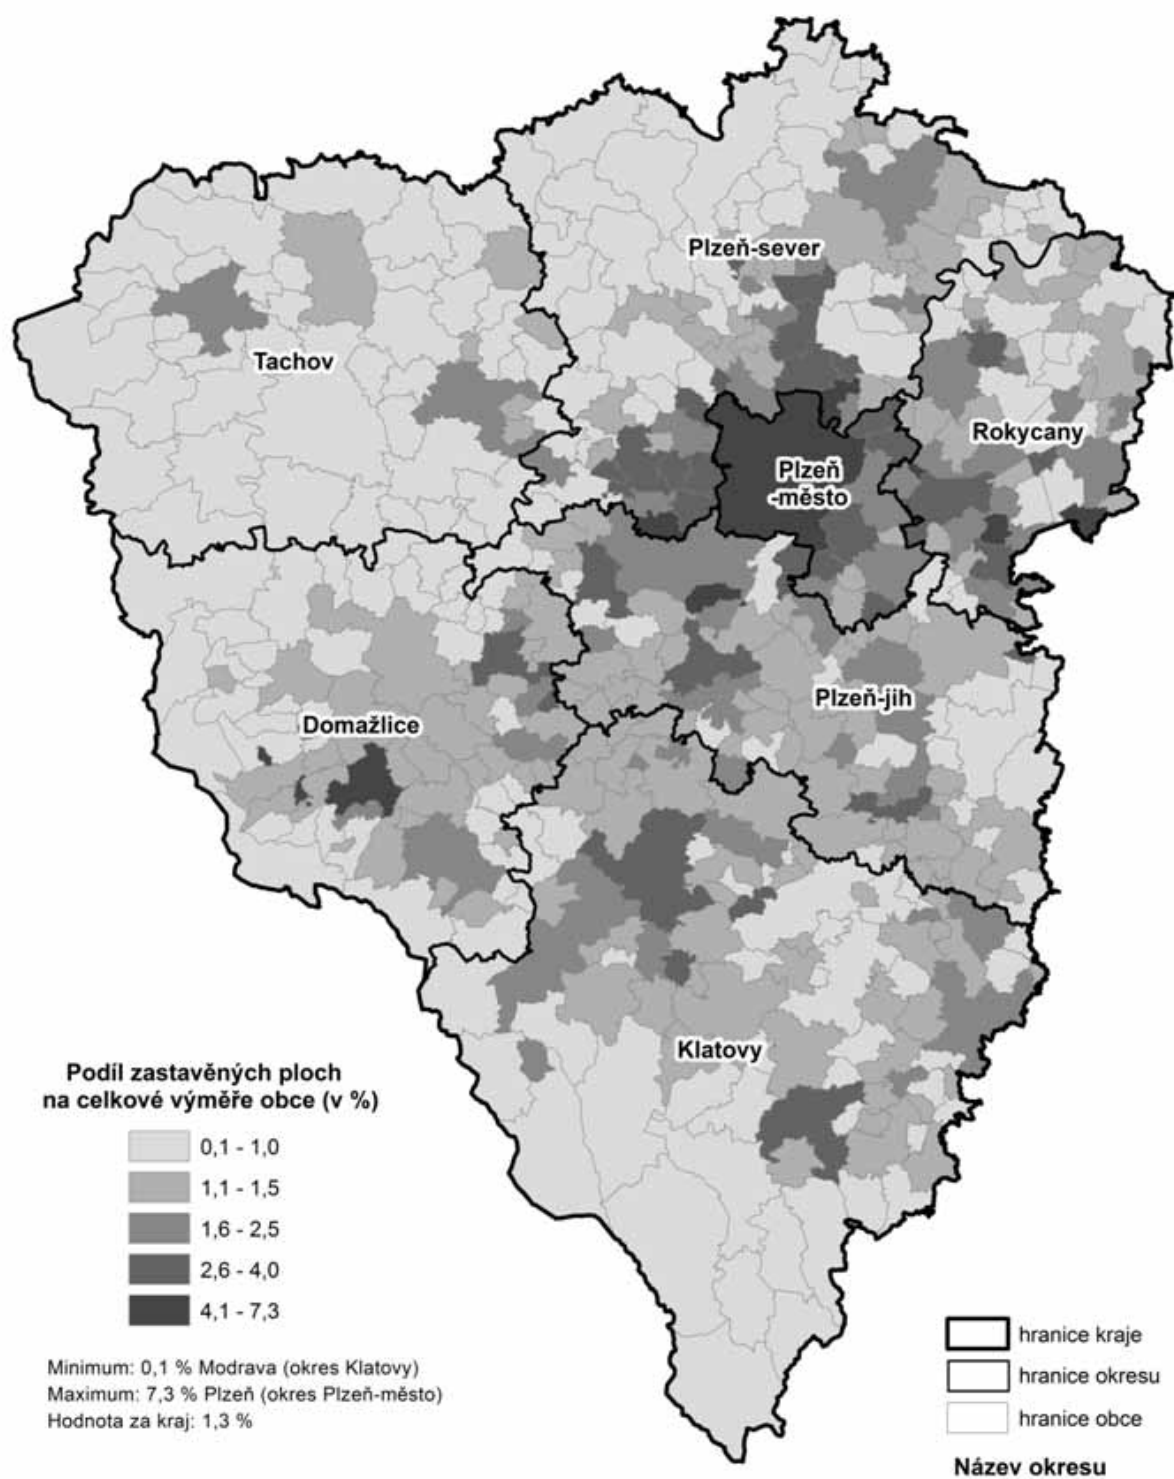 Plzeň-sever
Tachov
Rokycany
Plzeň
-město
Plzeň-jih
Domažlice
Klatovy
Podíl zastavěných ploch
na celkové výměře obce (v %)
0,1 - 1,0
1,1 - 1,5
1,6 - 2,5
2,6 - 4,0
4,1 - 7,3
Minimum: 0,1 % Modrava (okres Klatovy)
Maximum: 7,3 % Plzeň (okres Plzeň-město)
Hodnota za kraj: 1,3 %
hranice kraje
hranice okresu
hranice obce
Název okresu